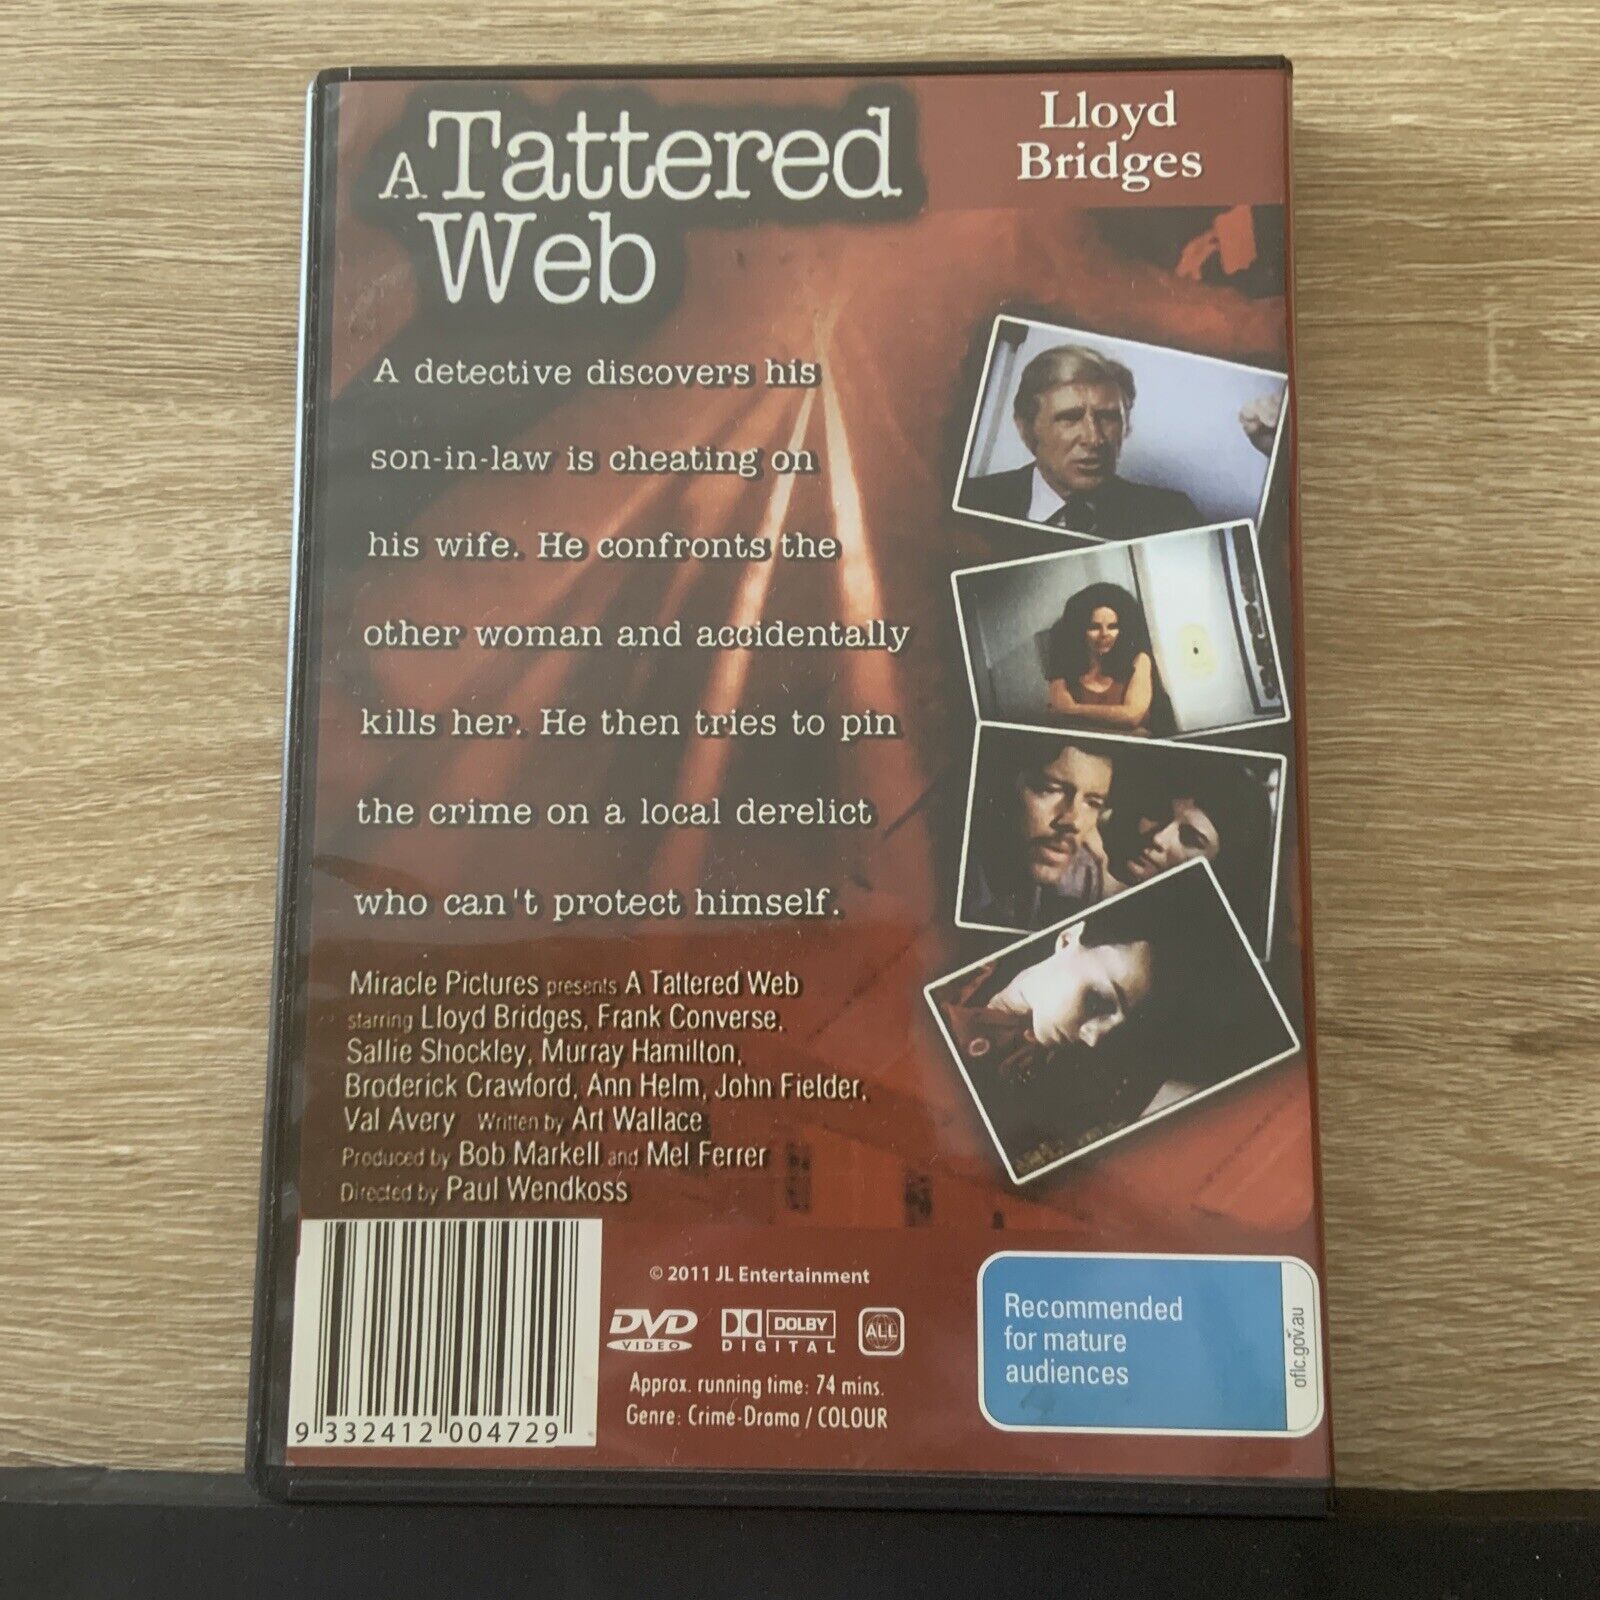 A Tattered
Web
Lloyd
Bridges
A detective discovers his
son-in-law is cheating on
his wife. He confronts the
other woman and accidentally
kills her. He then tries to pin
the crime on a local derelict
who can't protect himself.
Miracle Pictures presents A Tattered Web
starring Lloyd Bridges, Frank Converse,
Sallie Shockley, Murray Hamilton,
Broderick Crawford, Ann Helm, John Fielder,
Val Avery Written by Art Wallace
Produced by Bob Markell and Mel Ferrer
Directed by Paul Wendkoss
9 332412 004729
© 2011 JL Entertainment
DVD
VIDEO
DOLBY
DIGITAL
ALL
Approx. running time: 74 mins.
Genre: Crime-Drama / COLOUR
Recommended
for mature
audiences
oflc.gov.au